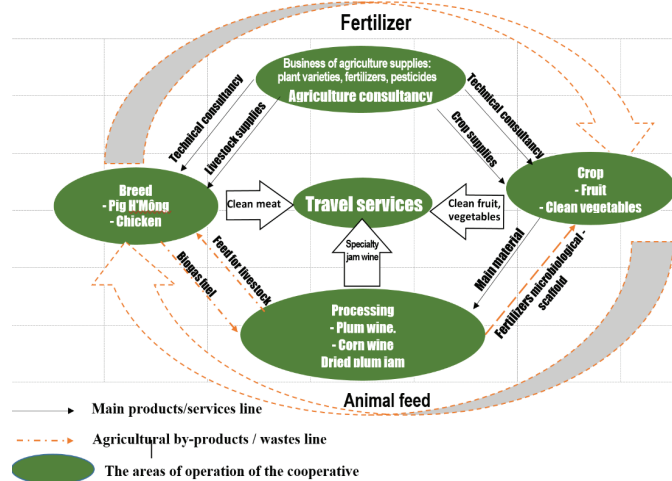 Fertilizer
Business of agriculture supplies:
plant varieties, fertilizers, pesticides
Agriculture consultancy
Technical consultancy
Livestock supplies
Crop supplies
Technical consultancy
Breed
- Pig H'Mông
- Chicken
Clean meat
Travel services
Clean fruit,
vegetables
Crop
- Fruit
- Clean vegetables
Specialty
jam wine
Biogas fuel
Feed for livestock
Main material
Fertilizers microbiological -
scaffold
Processing
- Plum wine,
- Corn wine
Dried plum jam
Animal feed
Main products/services line
Agricultural by-products / wastes line
The areas of operation of the cooperative